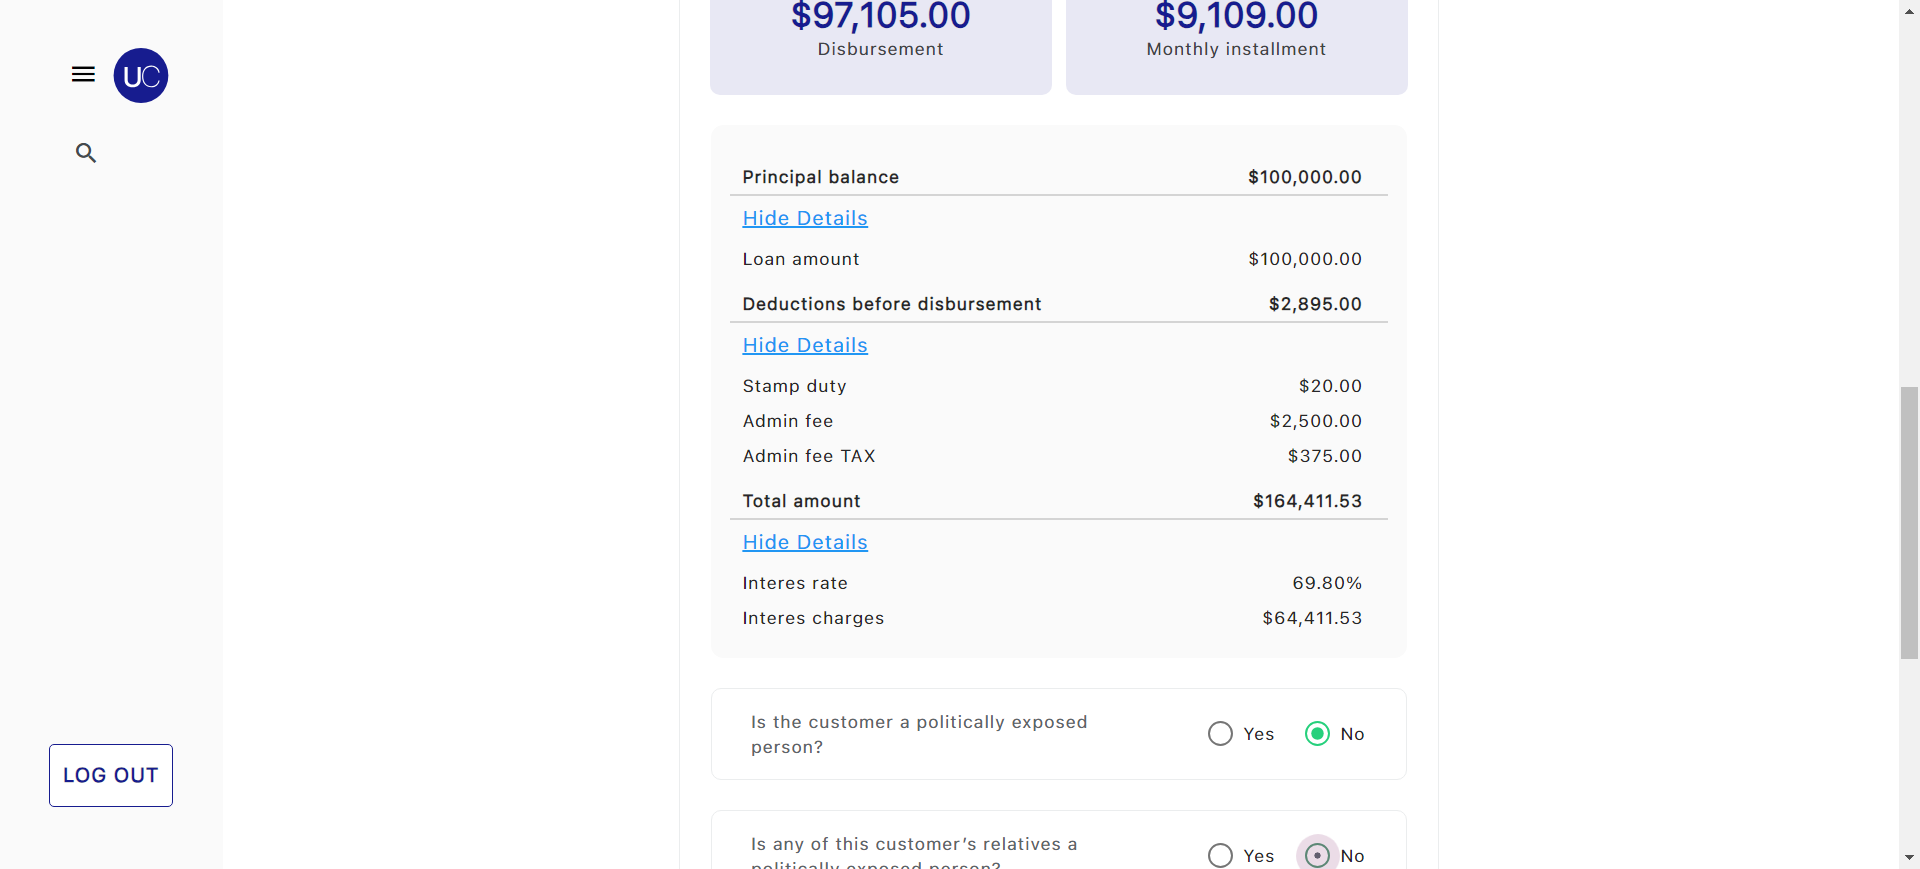 $97,105.00
Disbursement
$9,109.00
Monthly installment
UC
Principal balance $100,000.00
Hide Details
Loan amount $100,000.00
Deductions before disbursement $2,895.00
Hide Details
Stamp duty $20.00
Admin fee $2,500.00
Admin fee TAX $375.00
Total amount $164,411.53
Hide Details
Interes rate 69.80%
Interes charges $64,411.53
Is the customer a politically exposed
person?
Yes No
LOG OUT
Is any of this customer’s relatives a
politically exposed person?
Yes No